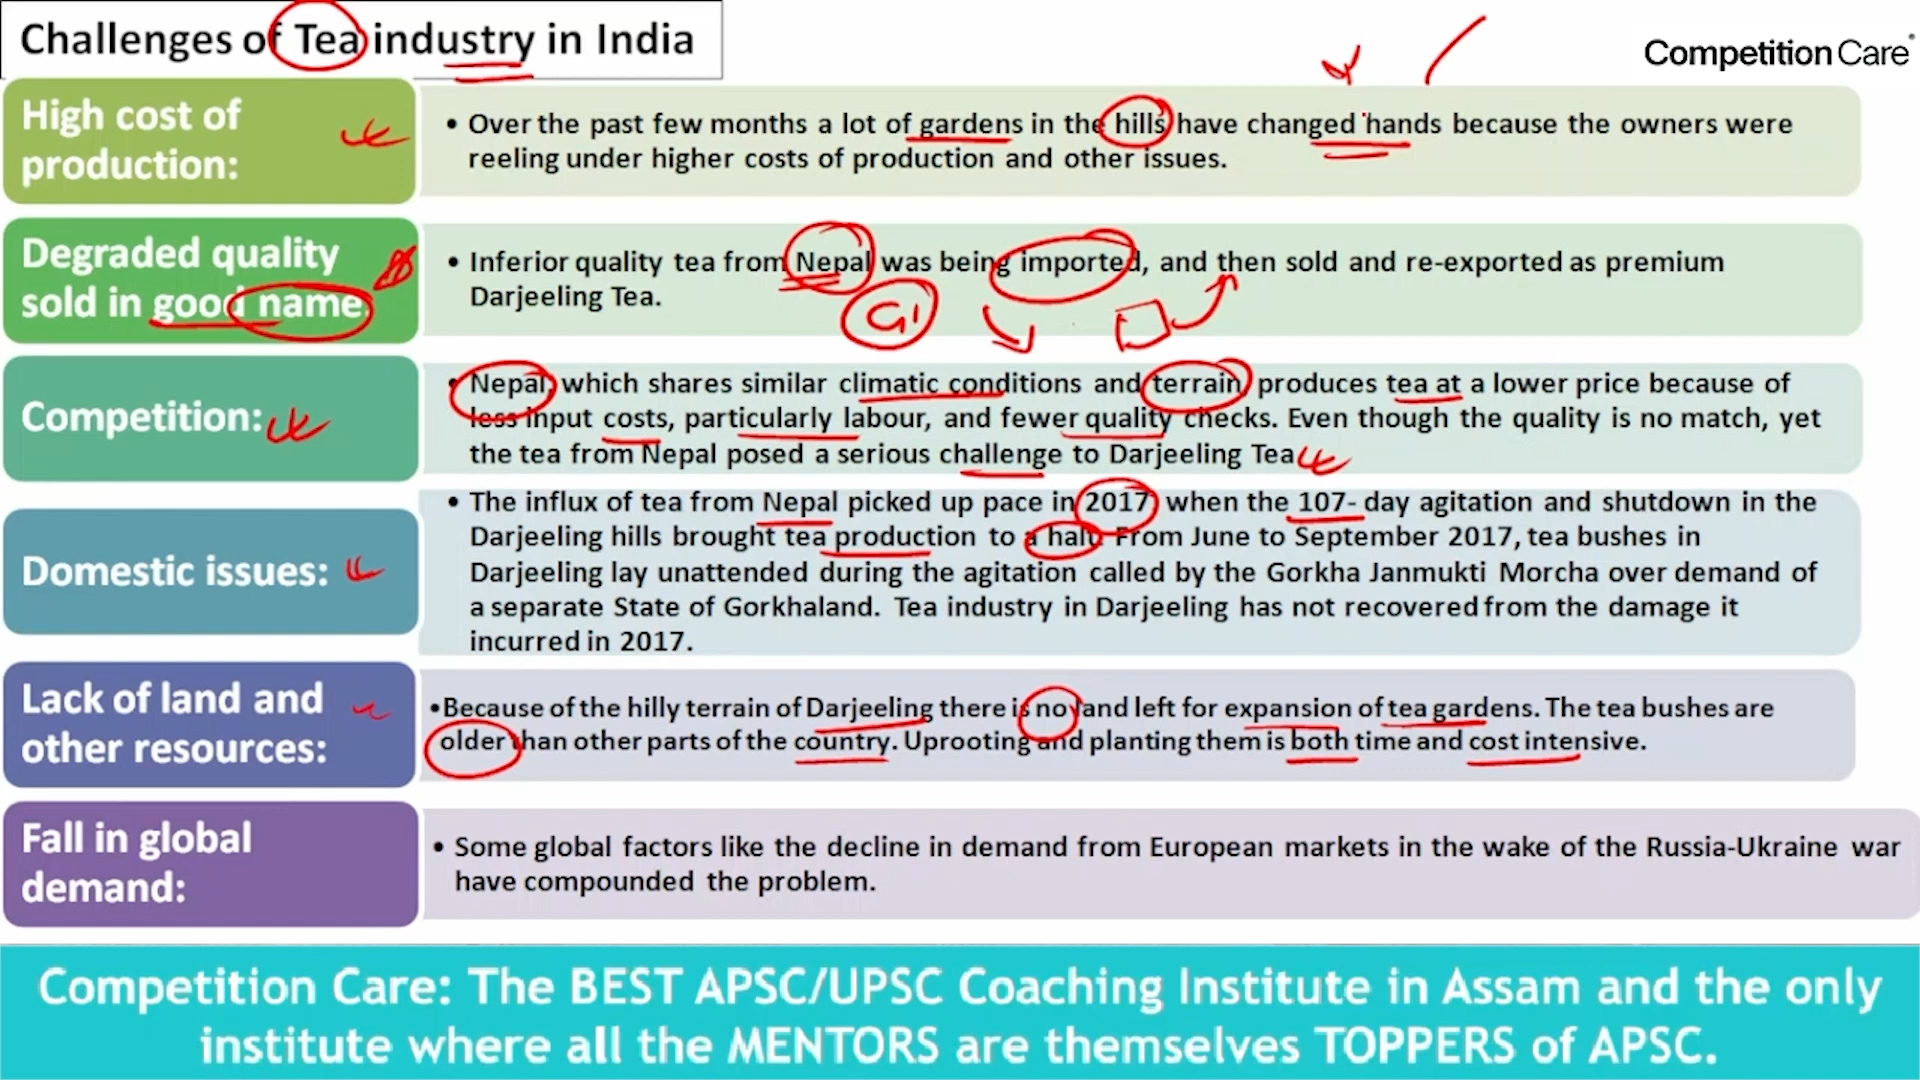 Challenges of Tea industry in India
Competition Care
High cost of
production:
• Over the past few months a lot of gardens in the hills have changed hands because the owners were
reeling under higher costs of production and other issues.
Degraded quality
sold in good name
• Inferior quality tea from Nepal was being imported, and then sold and re-exported as premium
Darjeeling Tea.
GI
Competition:
• Nepal, which shares similar climatic conditions and terrain, produces tea at a lower price because of
less input costs, particularly labour, and fewer quality checks. Even though the quality is no match, yet
the tea from Nepal posed a serious challenge to Darjeeling Tea
Domestic issues:
• The influx of tea from Nepal picked up pace in 2017, when the 107- day agitation and shutdown in the
Darjeeling hills brought tea production to a halt. From June to September 2017, tea bushes in
Darjeeling lay unattended during the agitation called by the Gorkha Janmukti Morcha over demand of
a separate State of Gorkhaland. Tea industry in Darjeeling has not recovered from the damage it
incurred in 2017.
Lack of land and
other resources:
•Because of the hilly terrain of Darjeeling there is no land left for expansion of tea gardens. The tea bushes are
older than other parts of the country. Uprooting and planting them is both time and cost intensive.
Fall in global
demand:
• Some global factors like the decline in demand from European markets in the wake of the Russia-Ukraine war
have compounded the problem.
Competition Care: The BEST APSC/UPSC Coaching Institute in Assam and the only
institute where all the MENTORS are themselves TOPPERS of APSC.